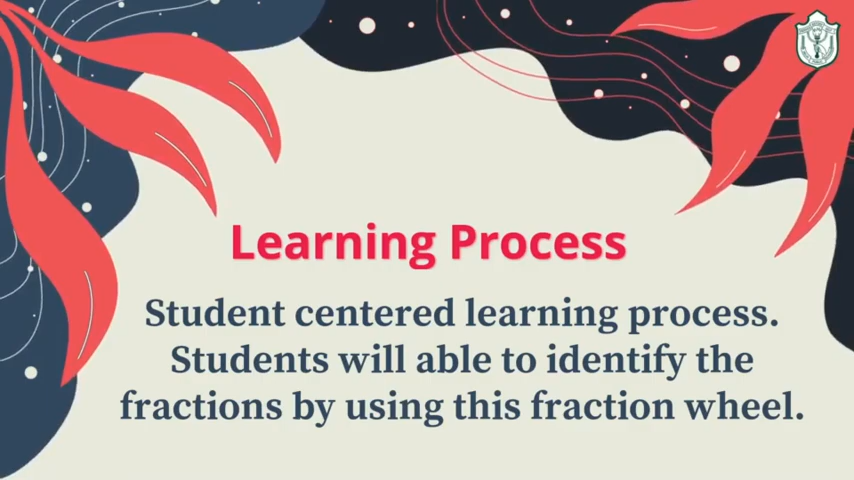 Learning Process
Student centered learning process.
Students will able to identify the
fractions by using this fraction wheel.